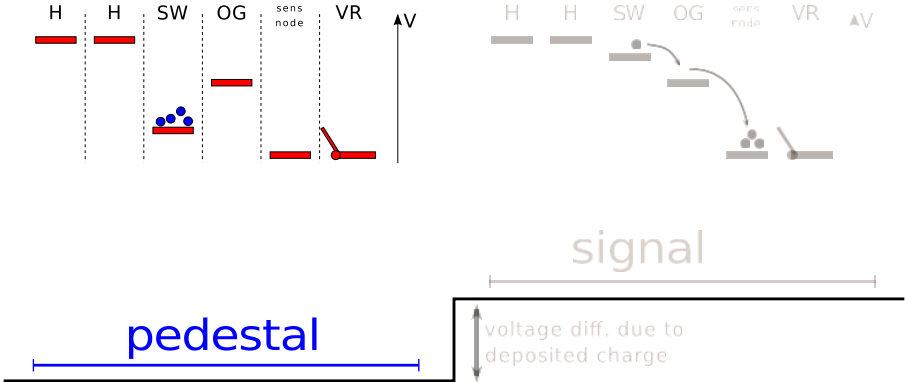 H H SW OG sens node VR V
H H SW OG sens node VR V
signal
pedestal
voltage diff. due to
deposited charge